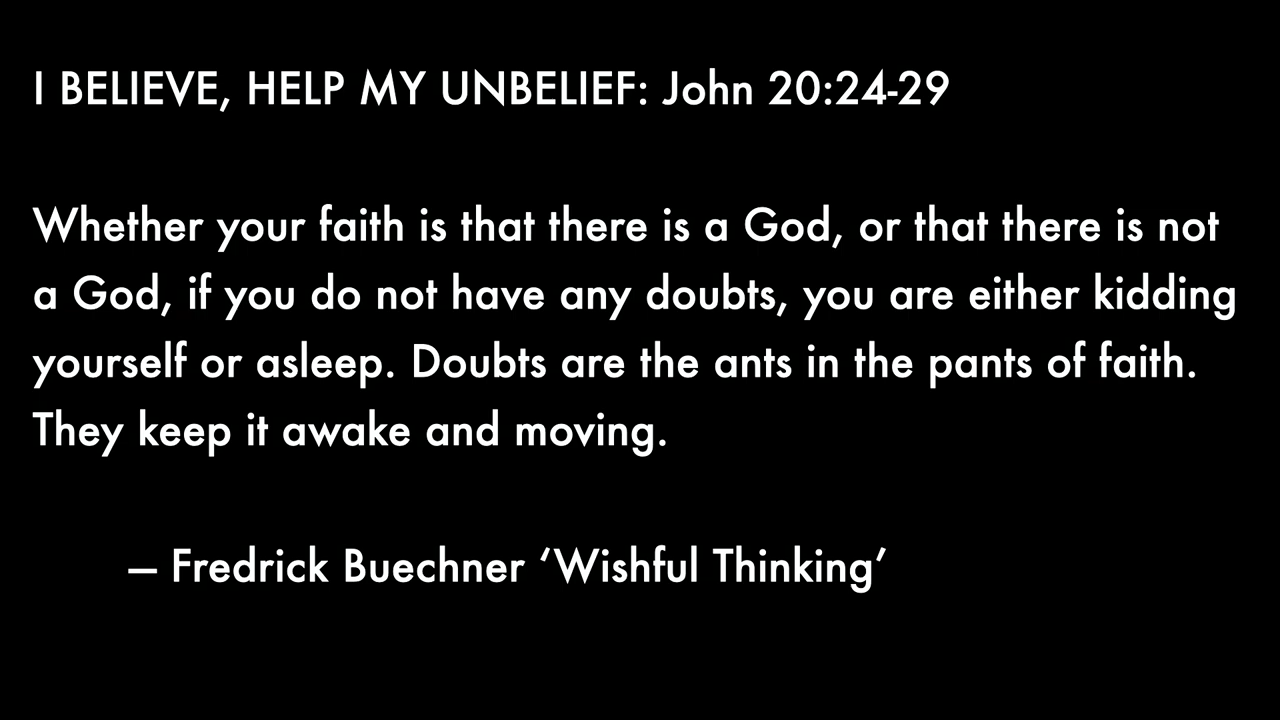 I BELIEVE, HELP MY UNBELIEF: John 20:24-29
Whether your faith is that there is a God, or that there is not
a God, if you do not have any doubts, you are either kidding
yourself or asleep. Doubts are the ants in the pants of faith.
They keep it awake and moving.
— Fredrick Buechner ‘Wishful Thinking’